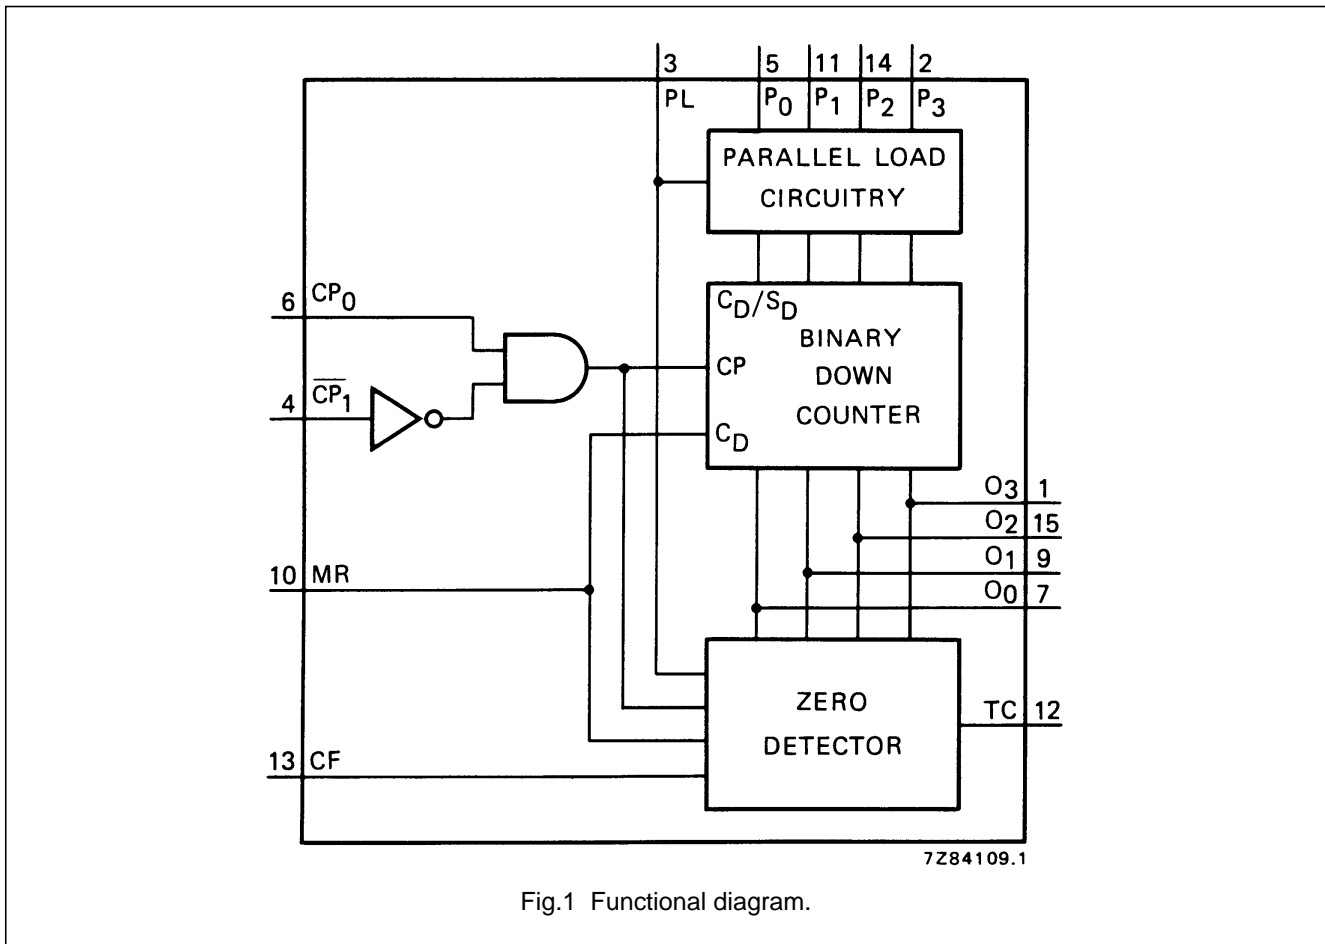 3 5 11 14 2
PL P0 P1 P2 P3
PARALLEL LOAD
CIRCUITRY
6 CP0
CD/SD
BINARY
DOWN
COUNTER
CP
4 C̅P̅1
CD
O3 1
O2 15
O1 9
O0 7
10 MR
ZERO
DETECTOR
TC 12
13 CF
7Z84109.1
Fig.1 Functional diagram.